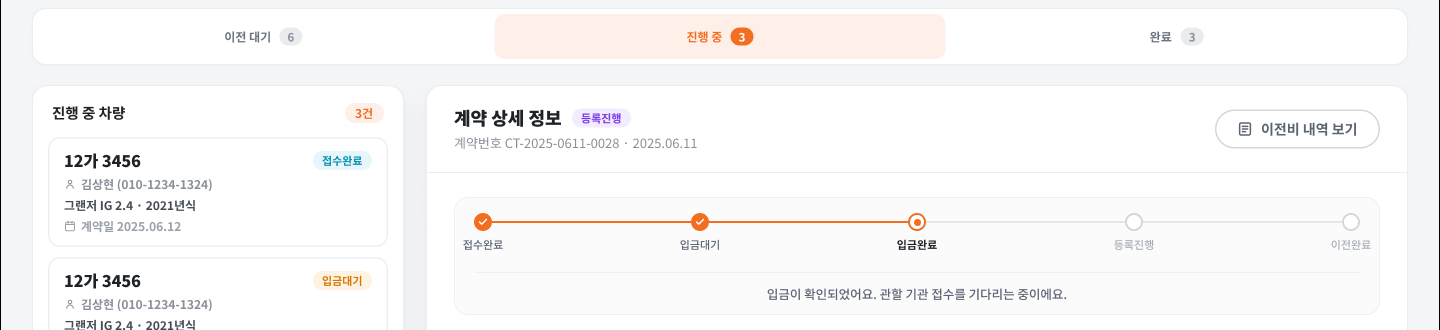 이전 대기 6
진행 중 3
완료 3
진행 중 차량 3건
12가 3456 접수완료
김상현 (010-1234-1324)
그랜저 IG 2.4 · 2021년식
계약일 2025.06.12
12가 3456 입금대기
김상현 (010-1234-1324)
그랜저 IG 2.4 · 2021년식
계약 상세 정보 등록진행
계약번호 CT-2025-0611-0028 · 2025.06.11
이전비 내역 보기
접수완료 입금대기 입금완료 등록진행 이전완료
입금이 확인되었어요. 관할 기관 접수를 기다리는 중이에요.